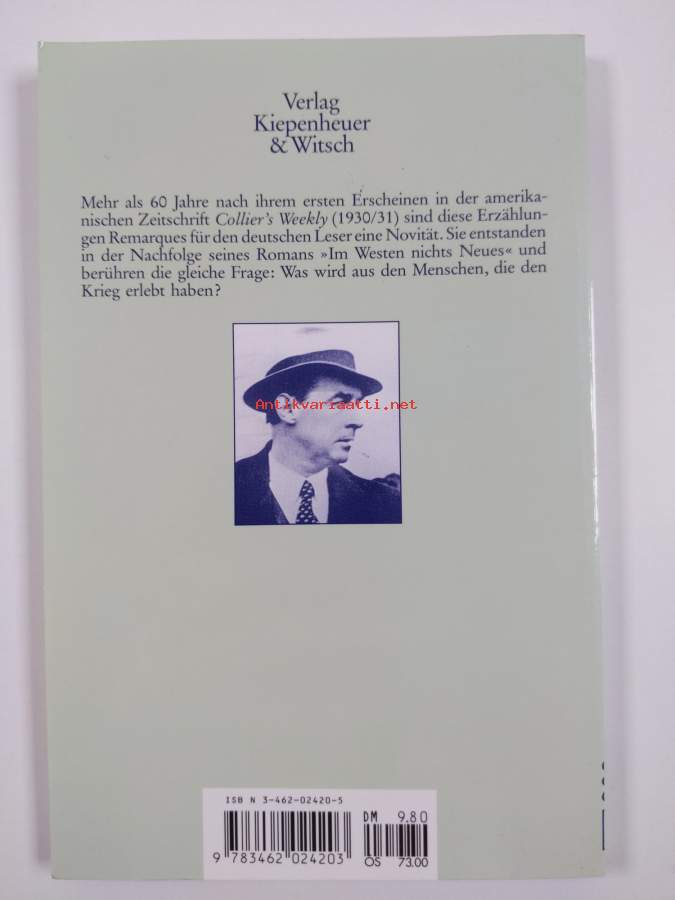 Verlag
Kiepenheuer
& Witsch
Mehr als 60 Jahre nach ihrem ersten Erscheinen in der amerika-
nischen Zeitschrift Collier's Weekly (1930/31) sind diese Erzählun-
gen Remarques für den deutschen Leser eine Novität. Sie entstanden
in der Nachfolge seines Romans »Im Westen nichts Neues« und
berühren die gleiche Frage: Was wird aus den Menschen, die den
Krieg erlebt haben?
Antikvariaatti.net
ISBN 3-462-02420-5
DM 9.80
9 783462 024203
ÖS 73.00